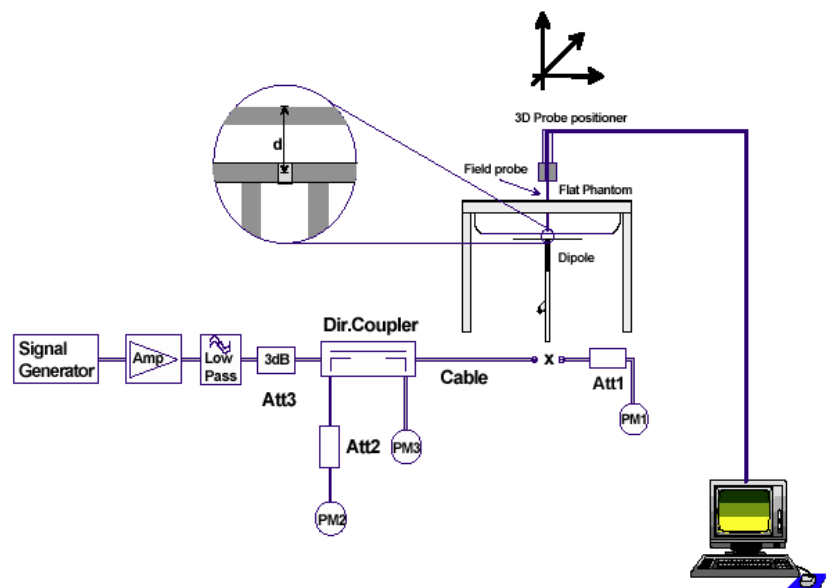 3D Probe positioner
d
Field probe
Flat Phantom
Dipole
Dir.Coupler
Signal
Generator
Amp
Low
Pass
3dB
Att3
Cable
x
Att1
PM1
Att2
PM3
PM2